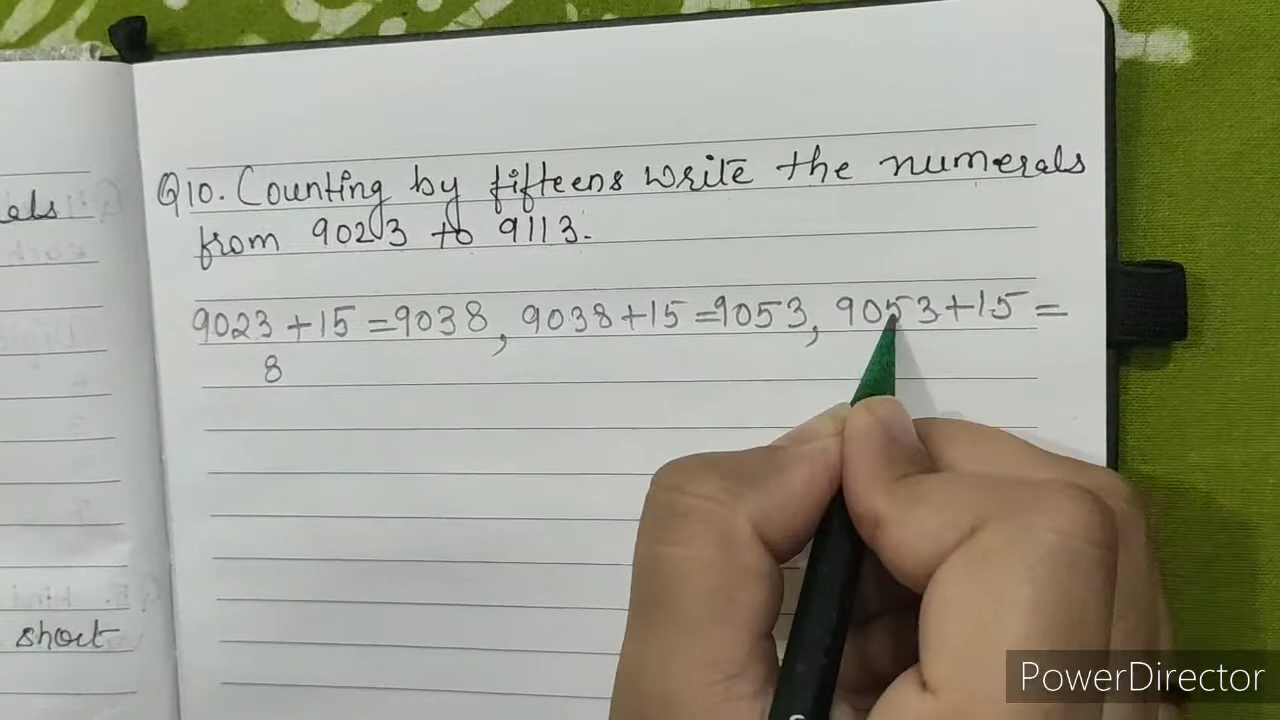 els
Q10. Counting by fifteens write the numerals
from 9023 to 9113.
9023 + 15 = 9038, 9038 + 15 = 9053, 9053 + 15 =
8
short
PowerDirector